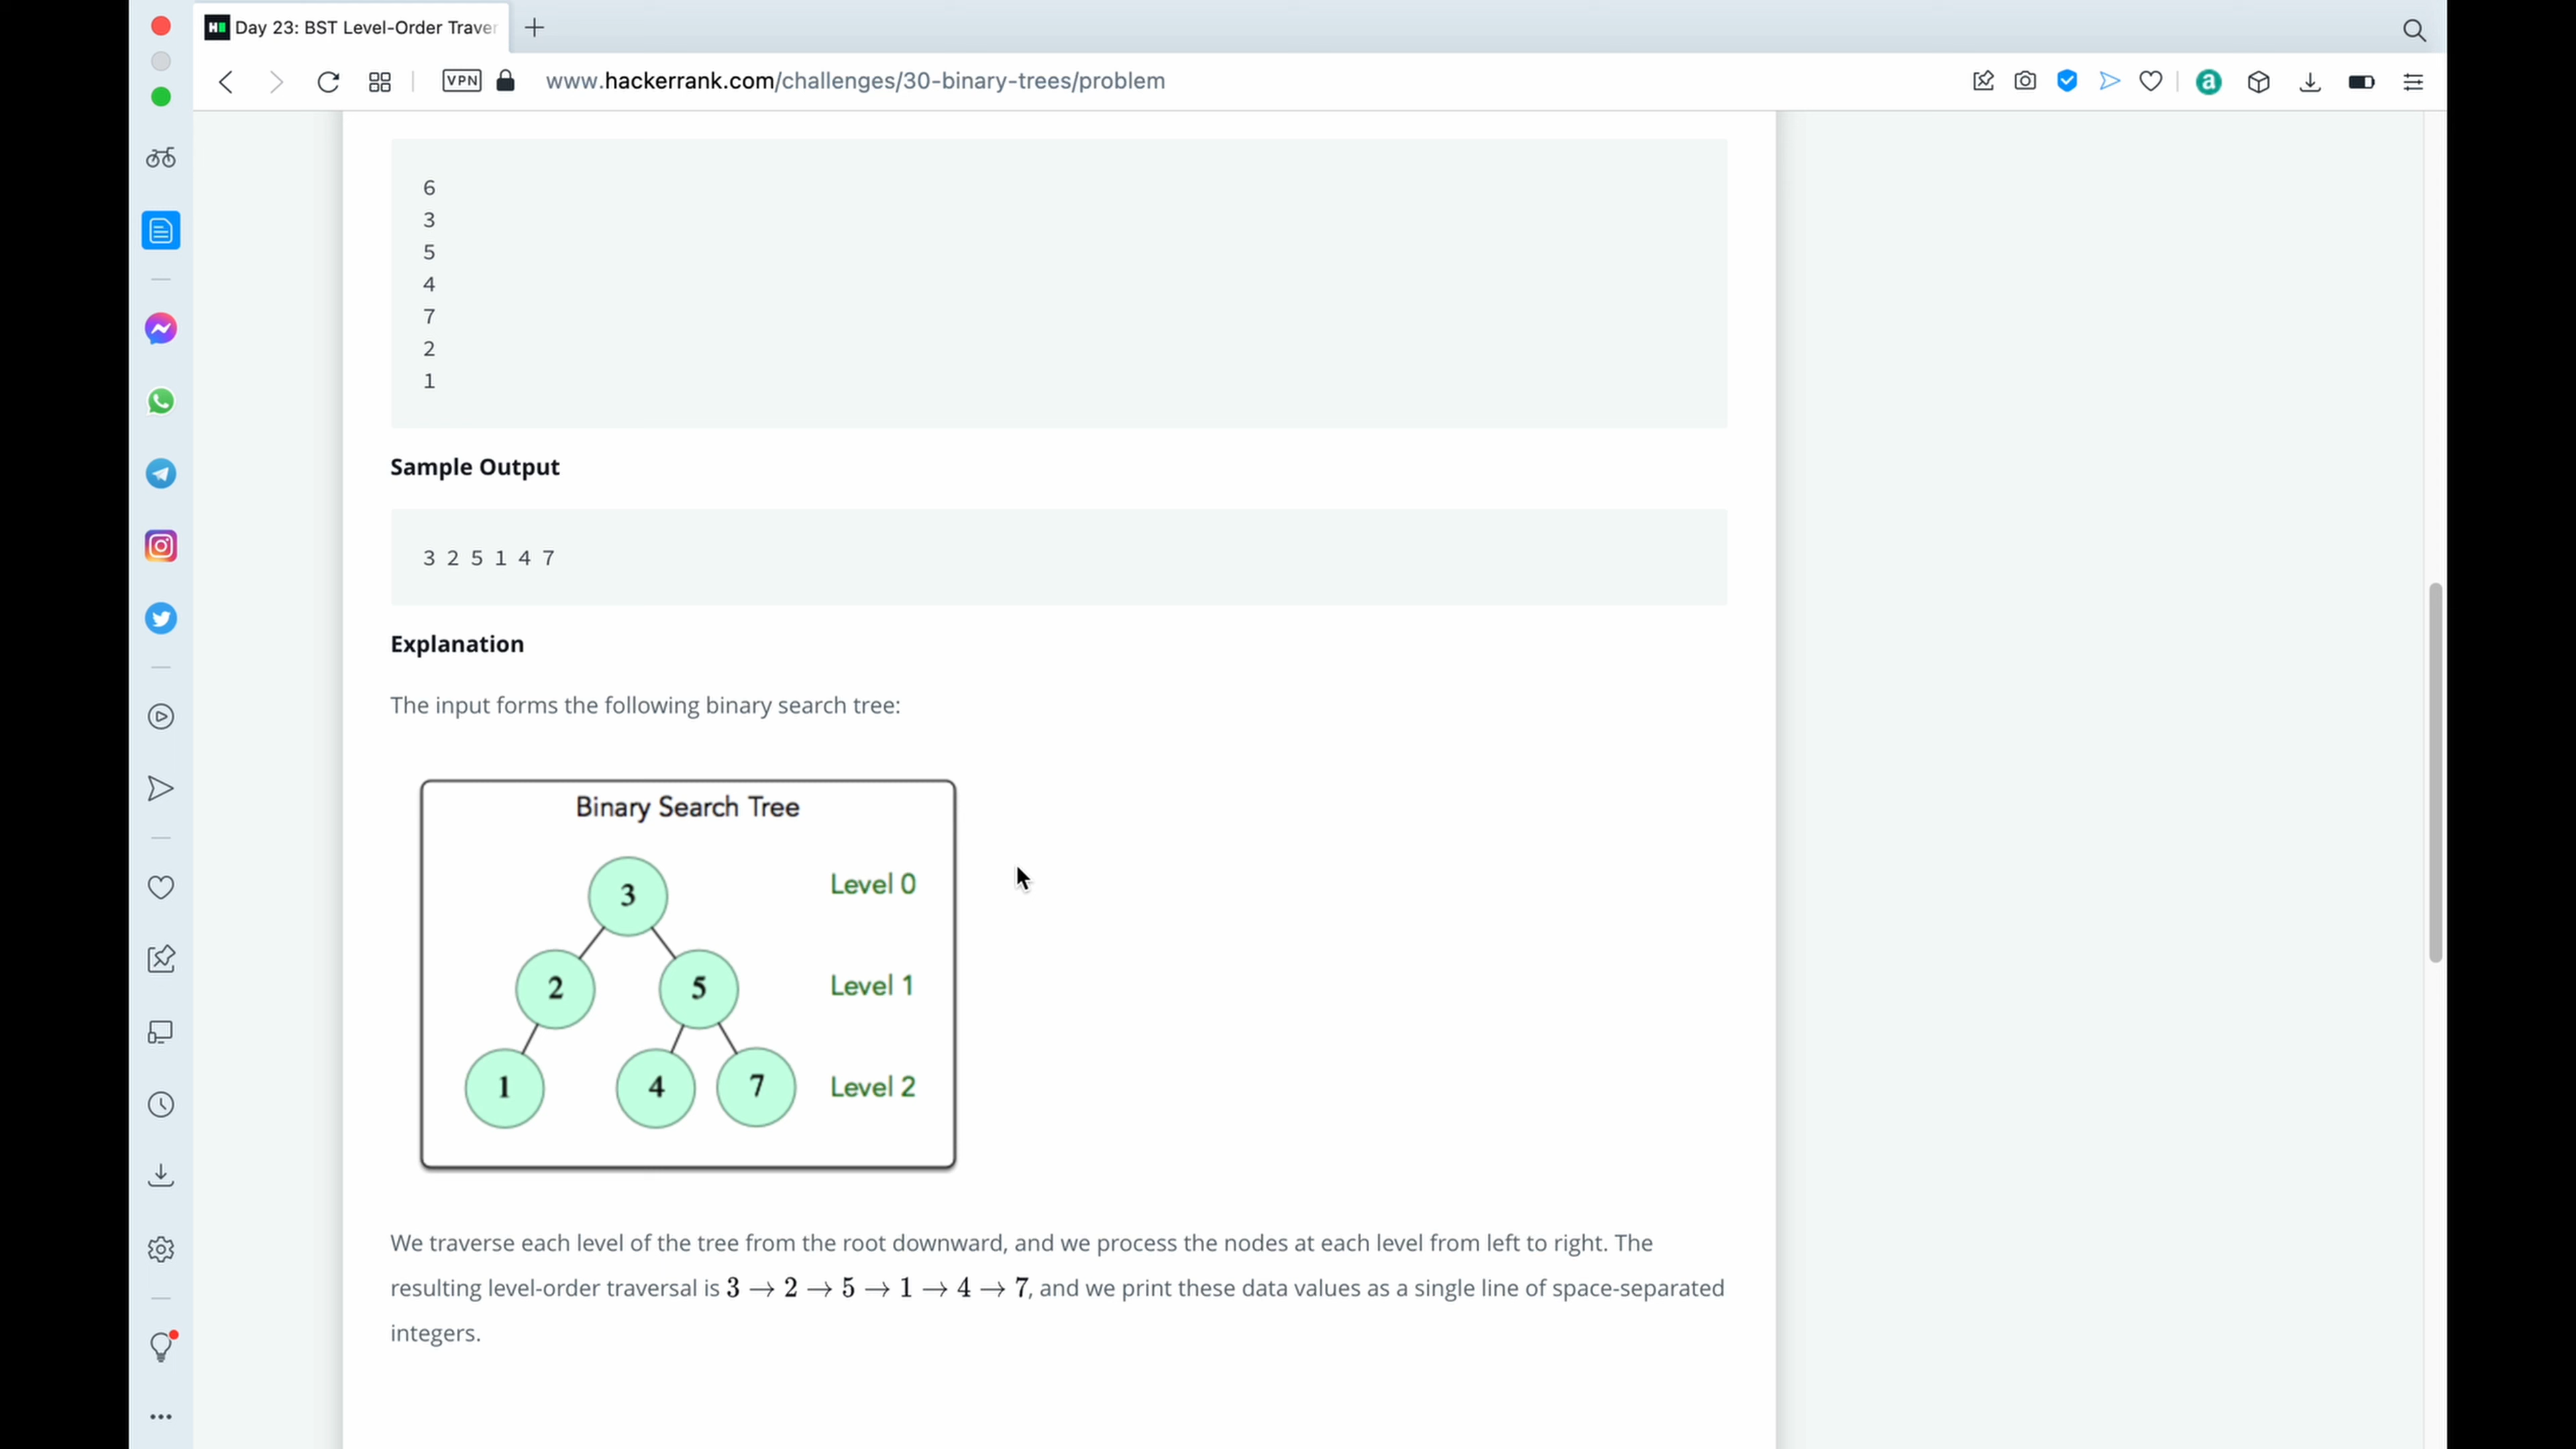 Day 23: BST Level-Order Traver
VPN
www.hackerrank.com/challenges/30-binary-trees/problem
6
3
5
4
7
2
1
Sample Output
3 2 5 1 4 7
Explanation
The input forms the following binary search tree:
Binary Search Tree
3 Level 0
2 5 Level 1
1 4 7 Level 2
We traverse each level of the tree from the root downward, and we process the nodes at each level from left to right. The
resulting level-order traversal is 3 → 2 → 5 → 1 → 4 → 7, and we print these data values as a single line of space-separated
integers.